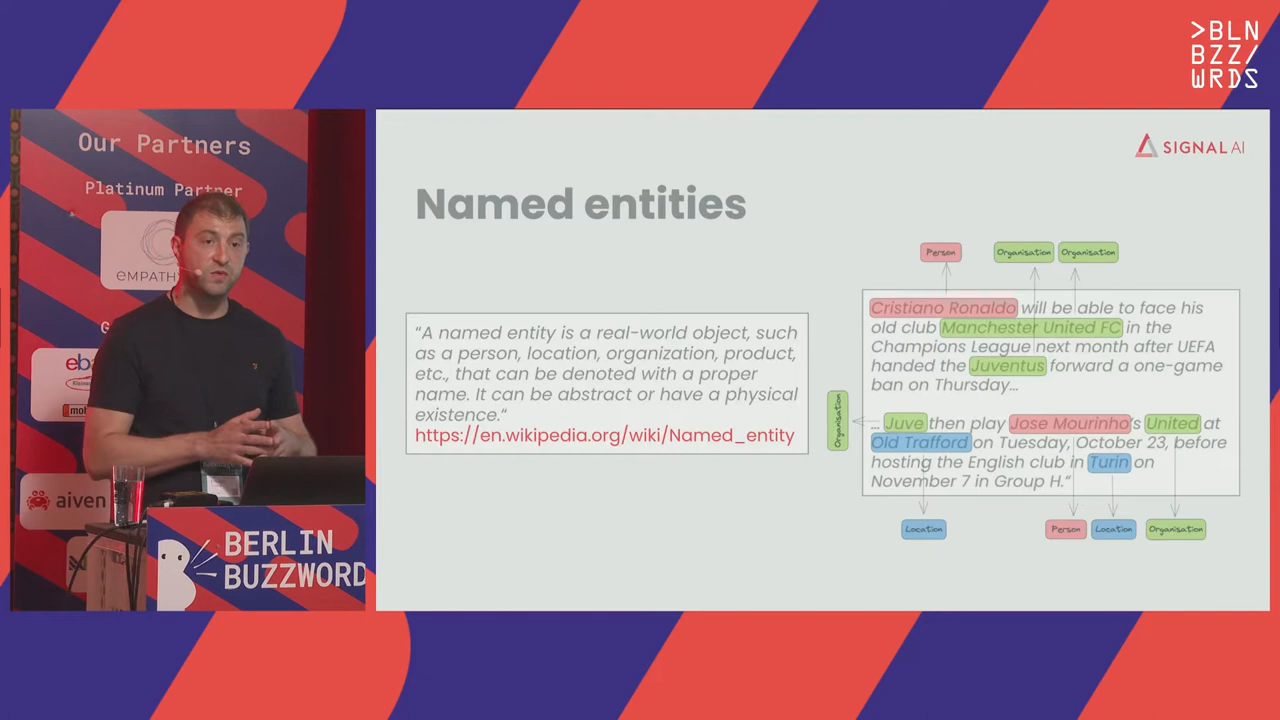 >BLN
BZZ/
WRDS
Our Partners
Platinum Partner
EMPATHY
eba
aiven
BERLIN
BUZZWORD
SIGNAL AI
Named entities
"A named entity is a real-world object, such
as a person, location, organization, product,
etc., that can be denoted with a proper
name. It can be abstract or have a physical
existence."
https://en.wikipedia.org/wiki/Named_entity
Person
Organisation
Organisation
Cristiano Ronaldo will be able to face his
old club Manchester United FC in the
Champions League next month after UEFA
handed the Juventus forward a one-game
ban on Thursday...
Organisation
... Juve then play Jose Mourinho's United at
Old Trafford on Tuesday, October 23, before
hosting the English club in Turin on
November 7 in Group H."
Location
Person
Location
Organisation